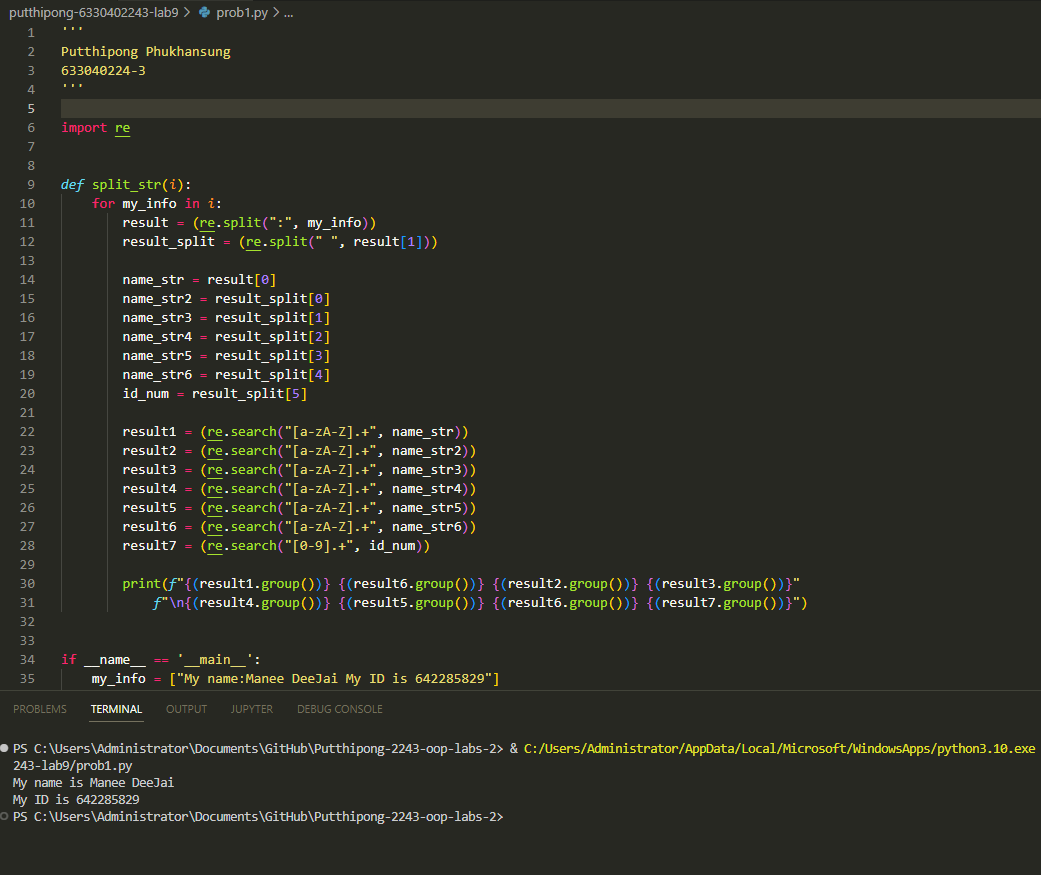 putthipong-6330402243-lab9 > prob1.py > ...
1 '''
2 Putthipong Phukhansung
3 633040224-3
4 '''
5
6 import re
7
8
9 def split_str(i):
10     for my_info in i:
11         result = (re.split(":", my_info))
12         result_split = (re.split(" ", result[1]))
13
14         name_str = result[0]
15         name_str2 = result_split[0]
16         name_str3 = result_split[1]
17         name_str4 = result_split[2]
18         name_str5 = result_split[3]
19         name_str6 = result_split[4]
20         id_num = result_split[5]
21
22         result1 = (re.search("[a-zA-Z].+", name_str))
23         result2 = (re.search("[a-zA-Z].+", name_str2))
24         result3 = (re.search("[a-zA-Z].+", name_str3))
25         result4 = (re.search("[a-zA-Z].+", name_str4))
26         result5 = (re.search("[a-zA-Z].+", name_str5))
27         result6 = (re.search("[a-zA-Z].+", name_str6))
28         result7 = (re.search("[0-9].+", id_num))
29
30         print(f"{(result1.group())} {(result6.group())} {(result2.group())} {(result3.group())}"
31             f"\n{(result4.group())} {(result5.group())} {(result6.group())} {(result7.group())}")
32
33
34 if __name__ == '__main__':
35     my_info = ["My name:Manee DeeJai My ID is 642285829"]
PROBLEMS TERMINAL OUTPUT JUPYTER DEBUG CONSOLE
PS C:\Users\Administrator\Documents\GitHub\Putthipong-2243-oop-labs-2> & C:/Users/Administrator/AppData/Local/Microsoft/WindowsApps/python3.10.exe
243-lab9/prob1.py
My name is Manee DeeJai
My ID is 642285829
PS C:\Users\Administrator\Documents\GitHub\Putthipong-2243-oop-labs-2>